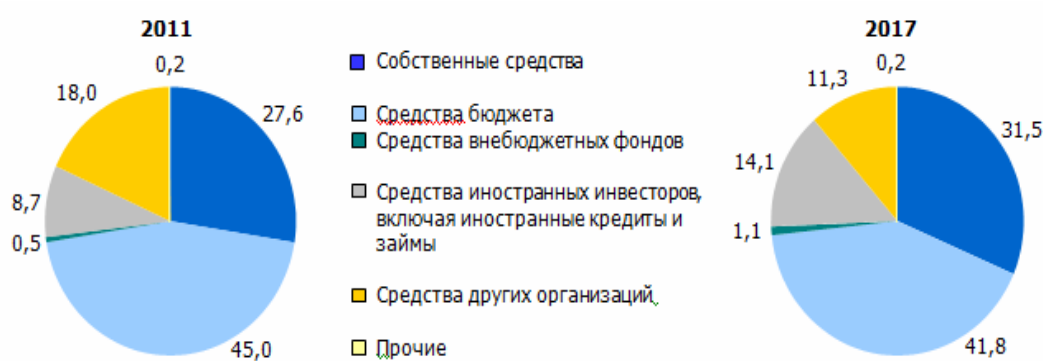 2011
0,2
18,0
27,6
8,7
0,5
45,0
Собственные средства
Средства бюджета
Средства внебюджетных фондов
Средства иностранных инвесторов,
включая иностранные кредиты и
займы
Средства других организаций
Прочие
2017
0,2
11,3
31,5
14,1
1,1
41,8